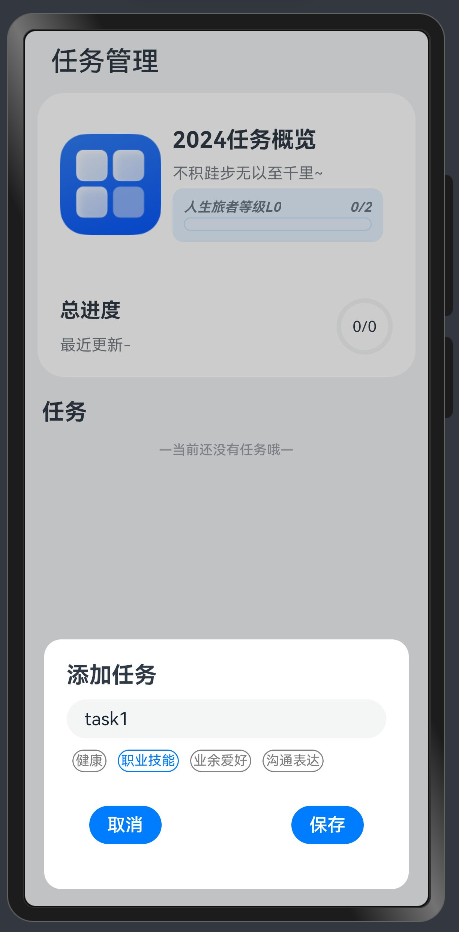 任务管理
2024任务概览
不积跬步无以至千里~
人生旅者等级L0 0/2
总进度
0/0
最近更新-
任务
—当前还没有任务哦—
添加任务
task1
健康 职业技能 业余爱好 沟通表达
取消 保存